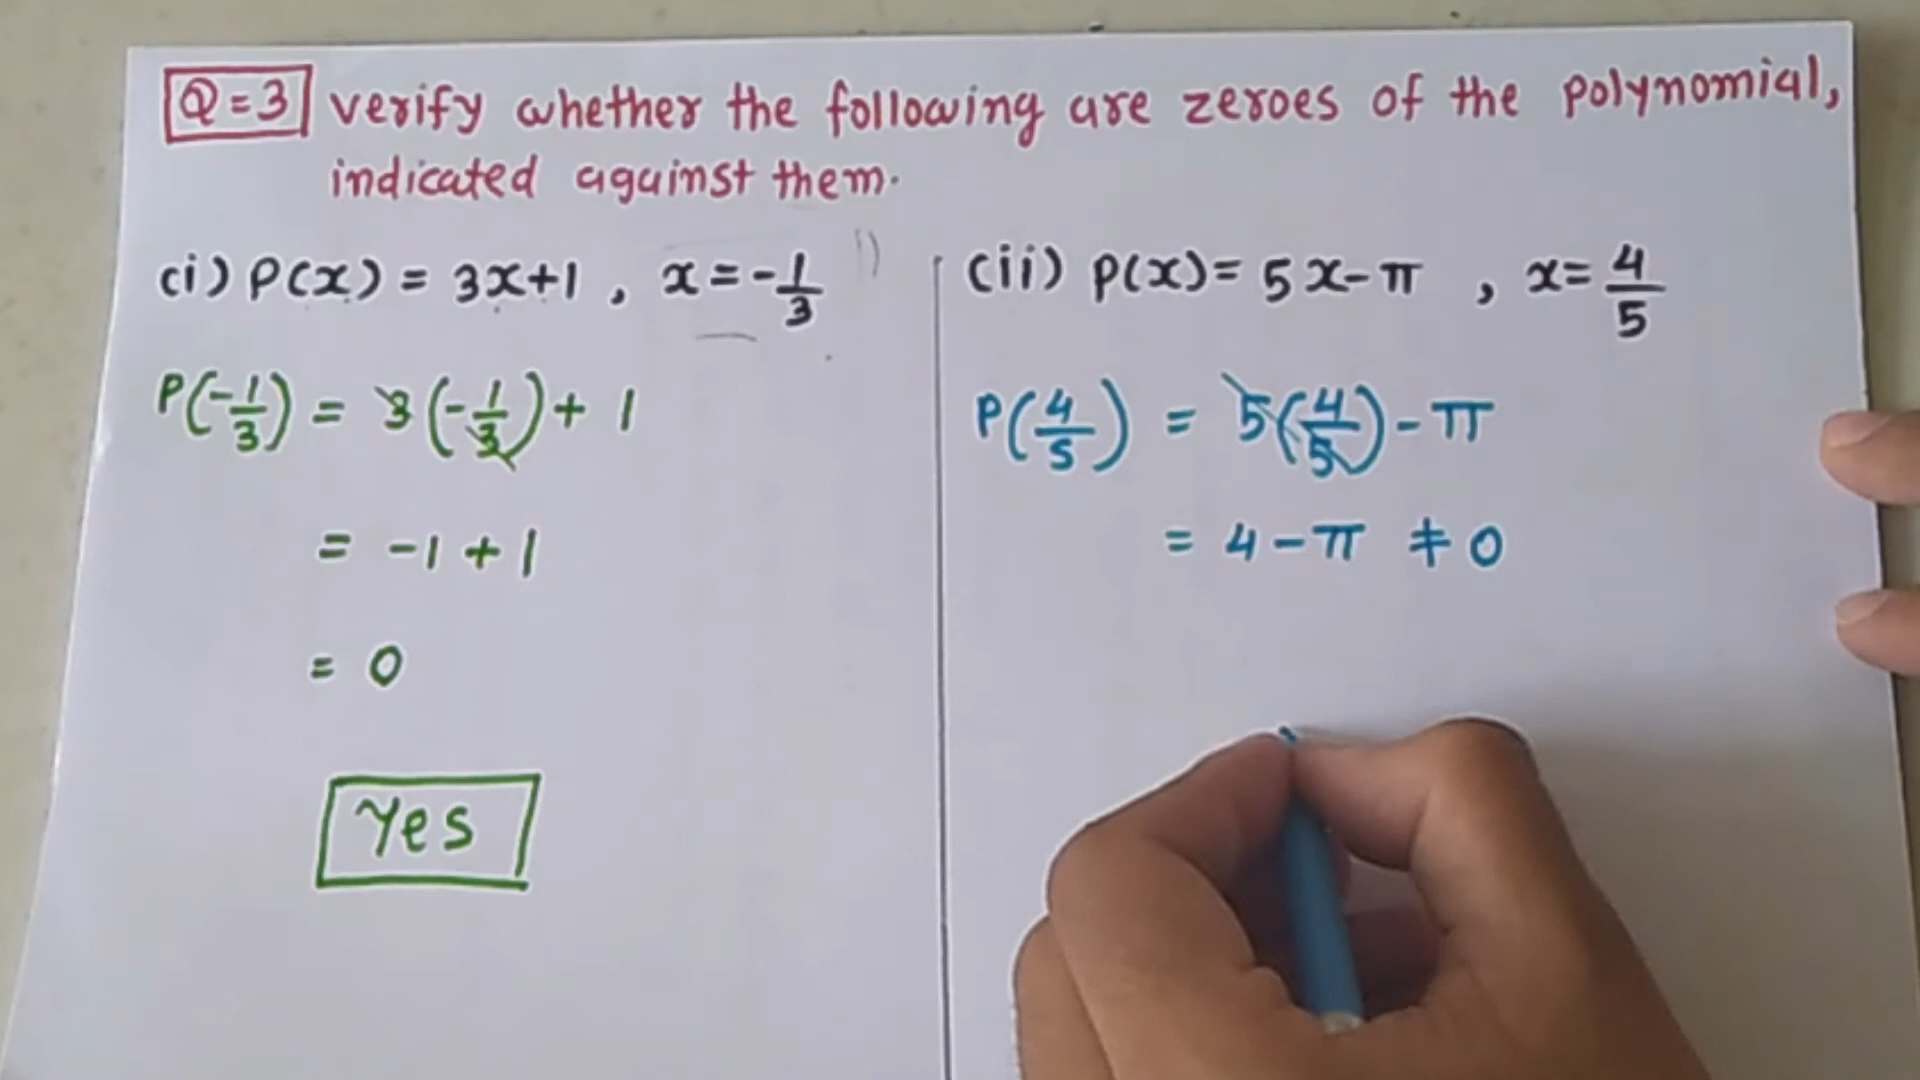 Q=3 verify whether the following are zeroes of the polynomial,
indicated against them.
(i) P(x) = 3x+1 , x=-1/3
P(-1/3) = 3(-1/3)+ 1
= -1 + 1
= 0
Yes
(ii) P(x)= 5x-π , x=4/5
P(4/5) = 5(4/5)-π
= 4-π ≠ 0